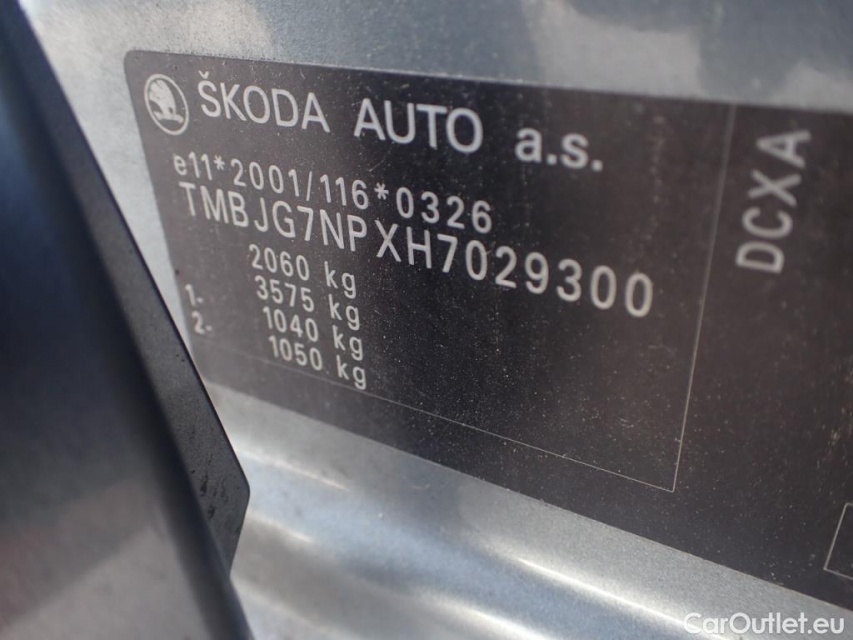 ŠKODA AUTO a.s.
e11*2001/116*0326
TMBJG7NPXH7029300
2060 kg
3575 kg
1- 1040 kg
2- 1050 kg
DCXA
CarOutlet.eu